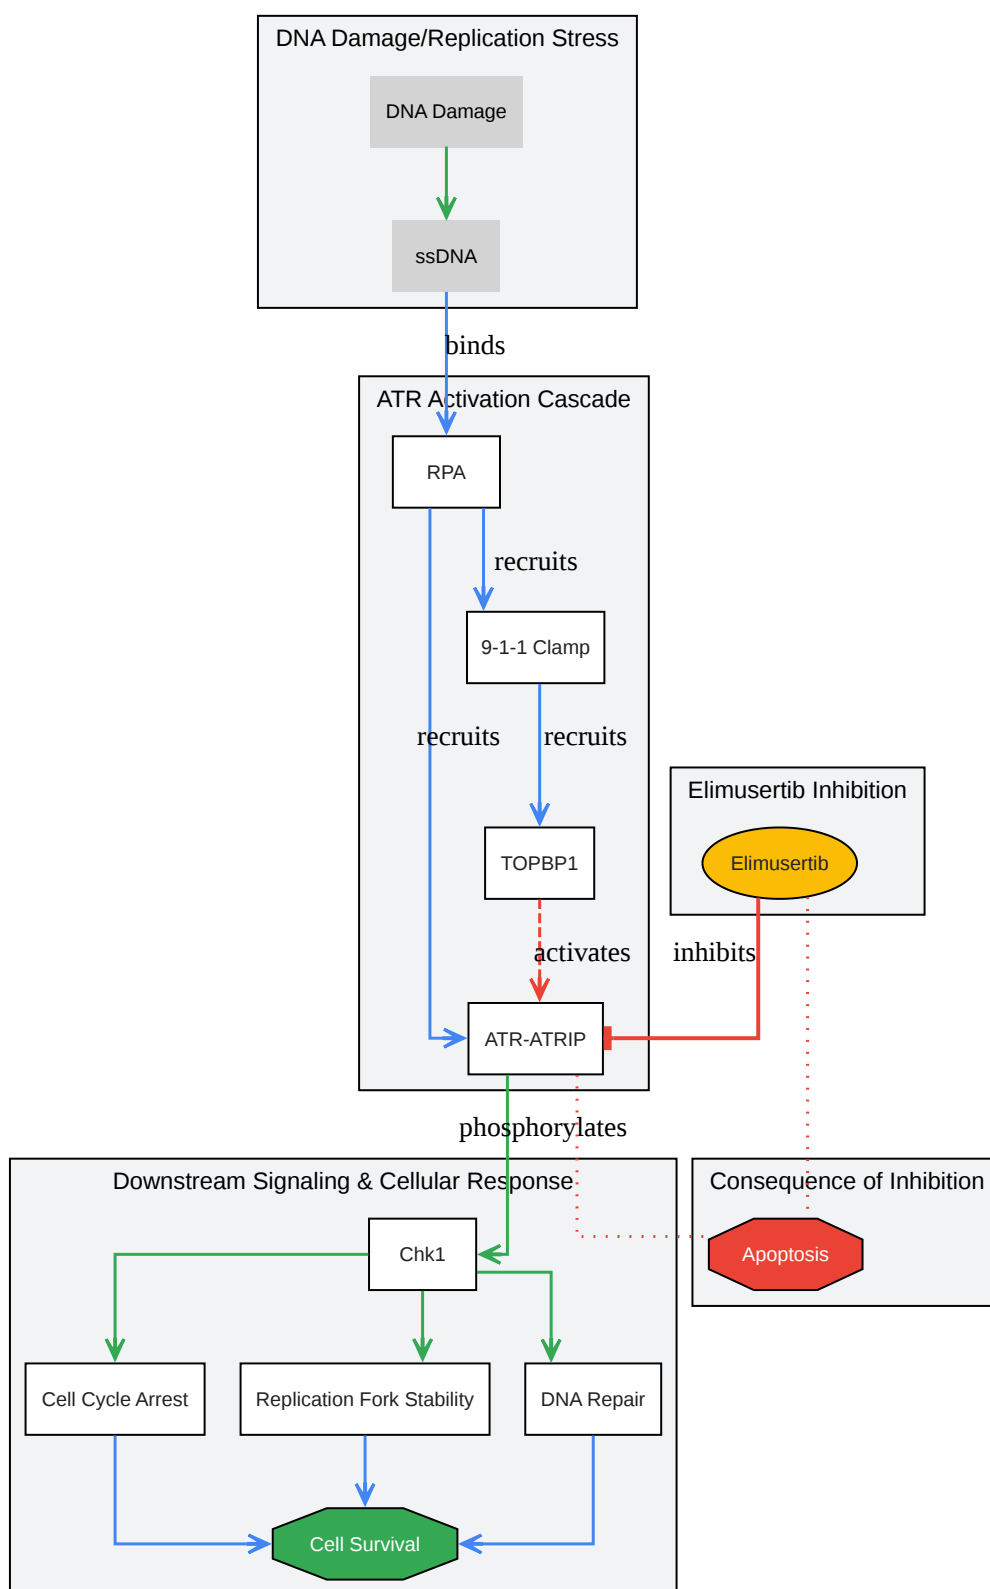 DNA Damage/Replication Stress
DNA Damage
ssDNA
binds
ATR Activation Cascade
RPA
recruits
9-1-1 Clamp
recruits
recruits
Elimusertib Inhibition
Elimusertib
TOPBP1
activates
inhibits
ATR-ATRIP
phosphorylates
Downstream Signaling & Cellular Response
Consequence of Inhibition
Chk1
Apoptosis
Cell Cycle Arrest
Replication Fork Stability
DNA Repair
Cell Survival